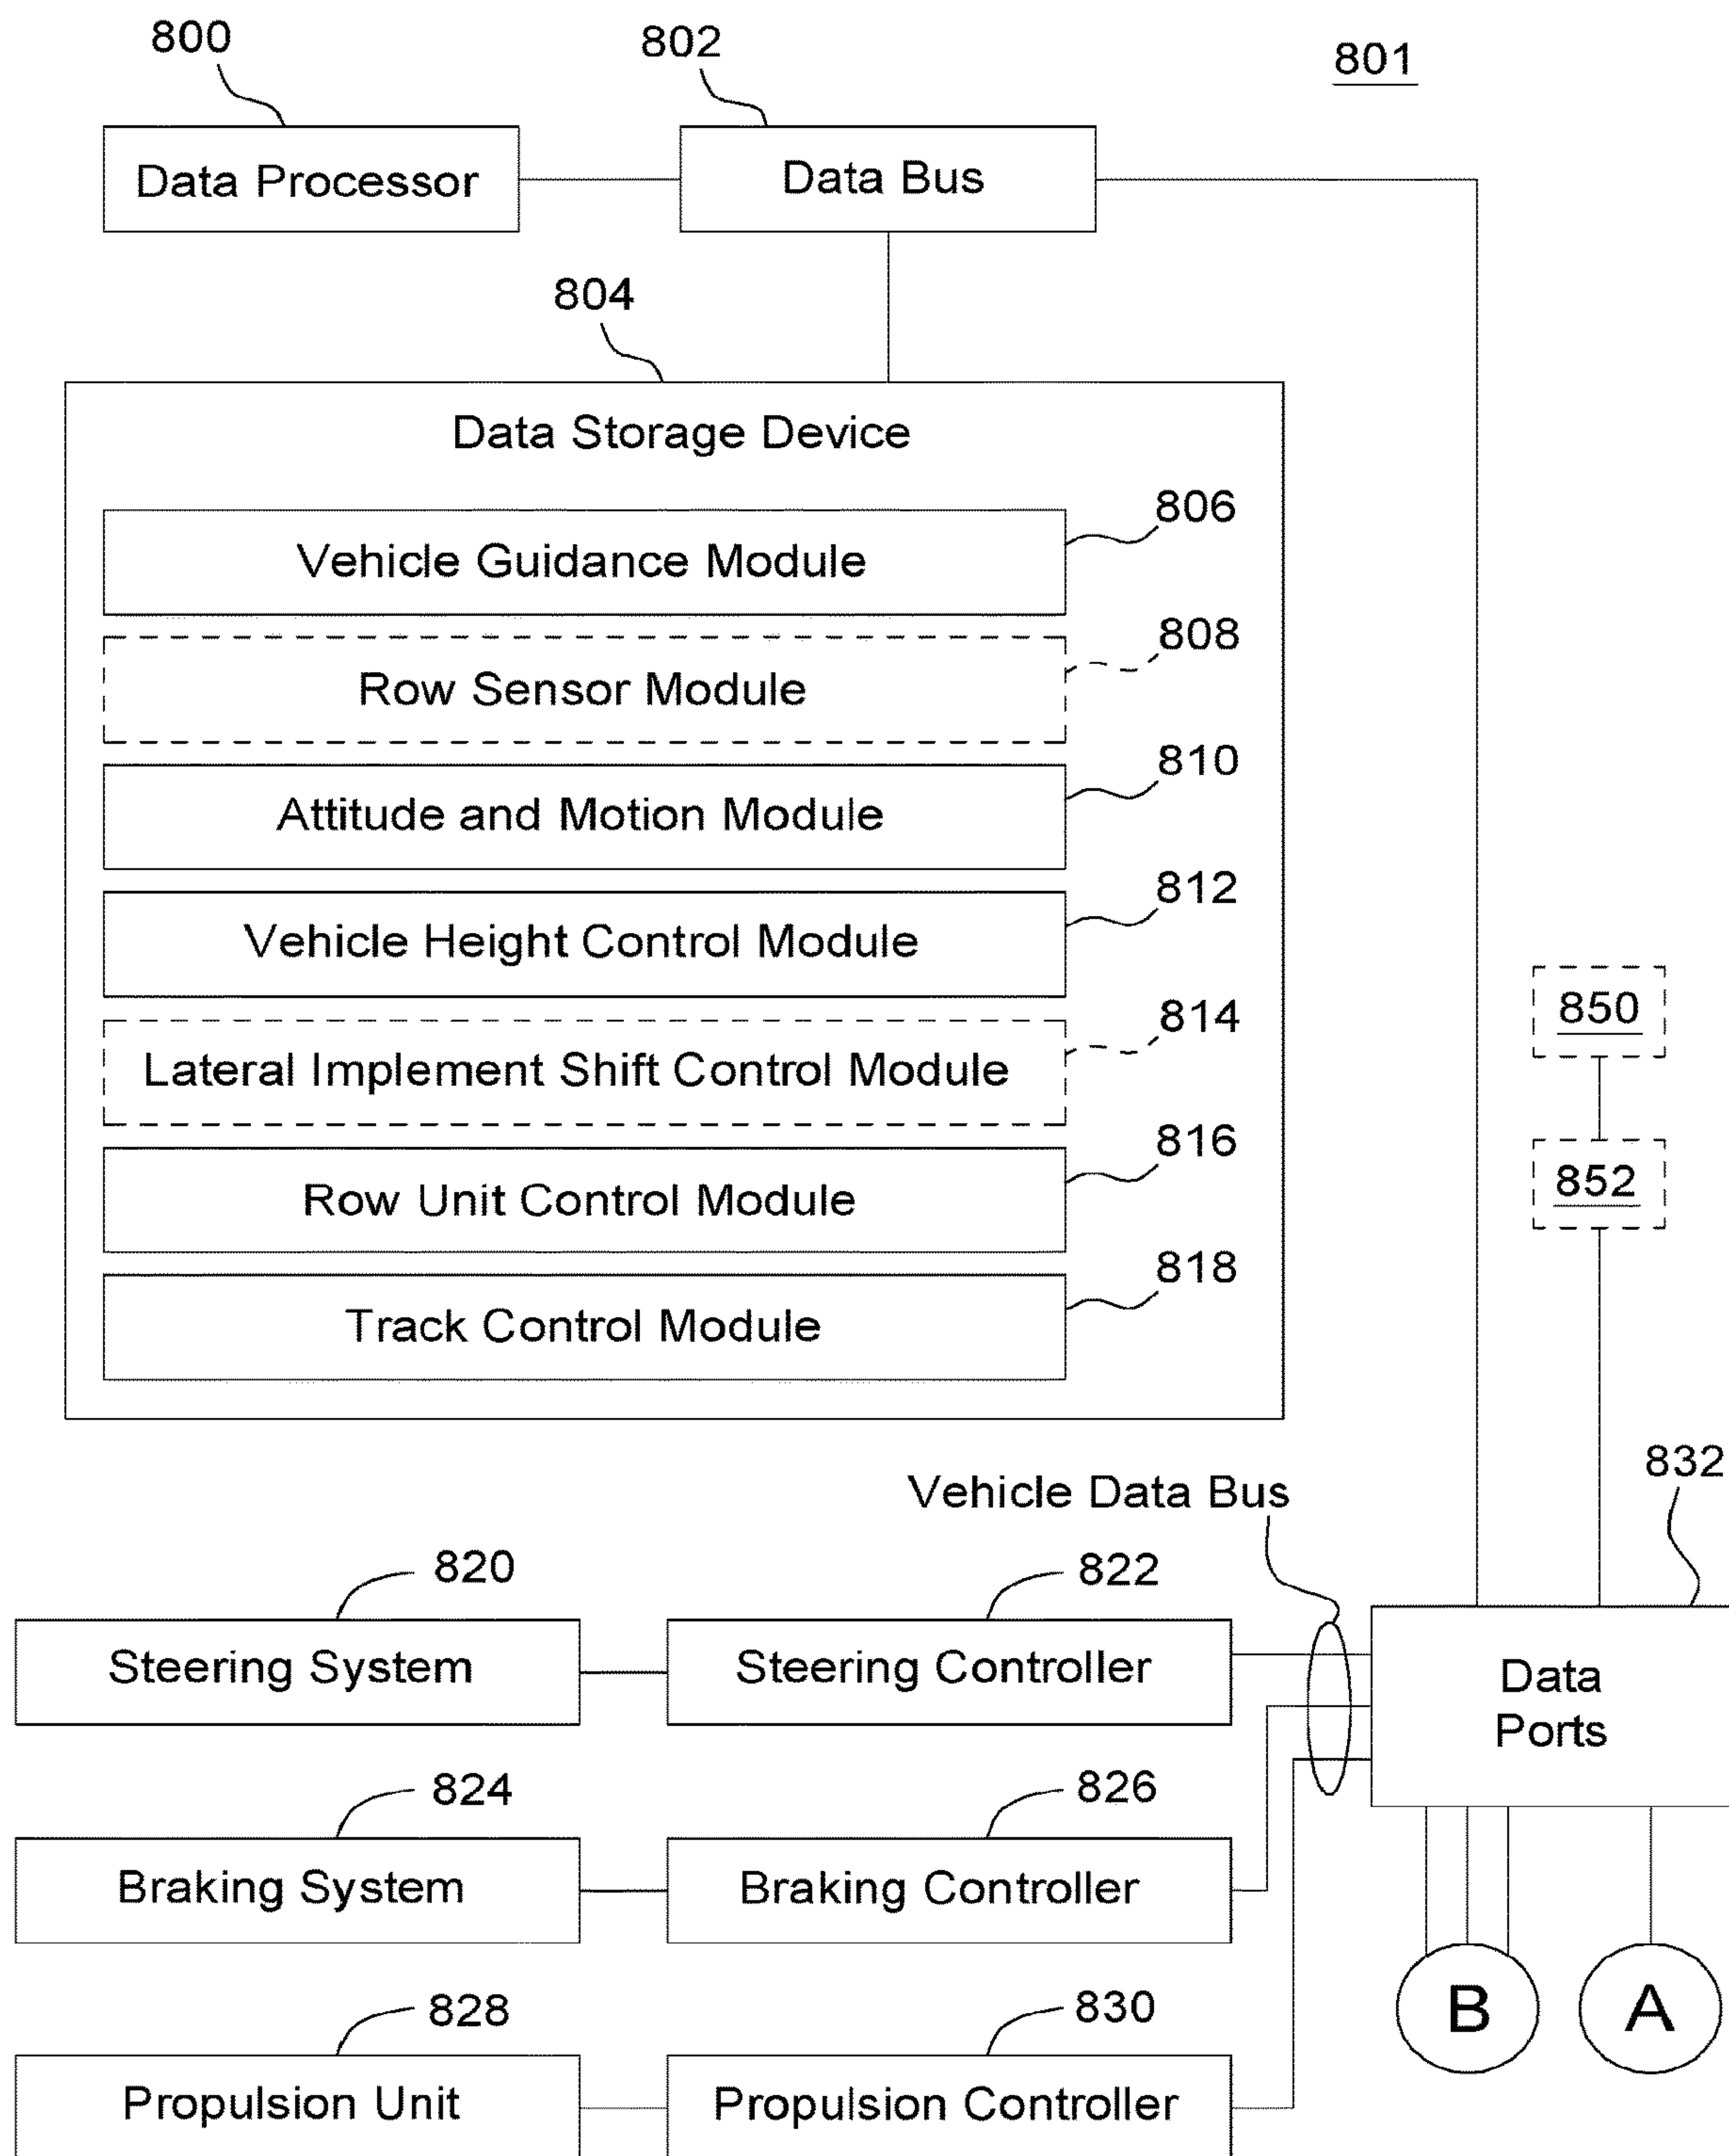 800
802
801
Data Processor
Data Bus
804
Data Storage Device
806
Vehicle Guidance Module
808
Row Sensor Module
810
Attitude and Motion Module
812
Vehicle Height Control Module
850
814
Lateral Implement Shift Control Module
816
852
Row Unit Control Module
818
Track Control Module
832
Vehicle Data Bus
820
822
Steering System
Steering Controller
Data
Ports
824
826
Braking System
Braking Controller
828
830
B
A
Propulsion Unit
Propulsion Controller